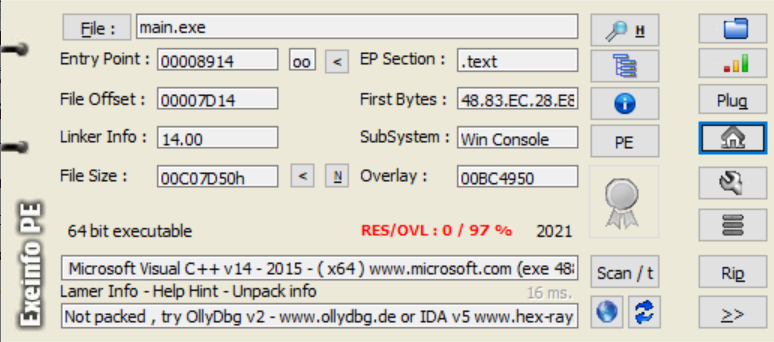 File : main.exe H
Entry Point : 00008914 oo < EP Section : .text
File Offset : 00007D14 First Bytes : 48.83.EC.28.E8 Plug
Linker Info : 14.00 SubSystem : Win Console PE
File Size : 00C07D50h < N Overlay : 00BC4950
64 bit executable RES/OVL : 0 / 97 % 2021
Microsoft Visual C++ v14 - 2015 - ( x64 ) www.microsoft.com (exe 48 Scan / t Rip
Lamer Info - Help Hint - Unpack info 16 ms.
Not packed , try OllyDbg v2 - www.ollydbg.de or IDA v5 www.hex-ray >>
Exeinfo PE